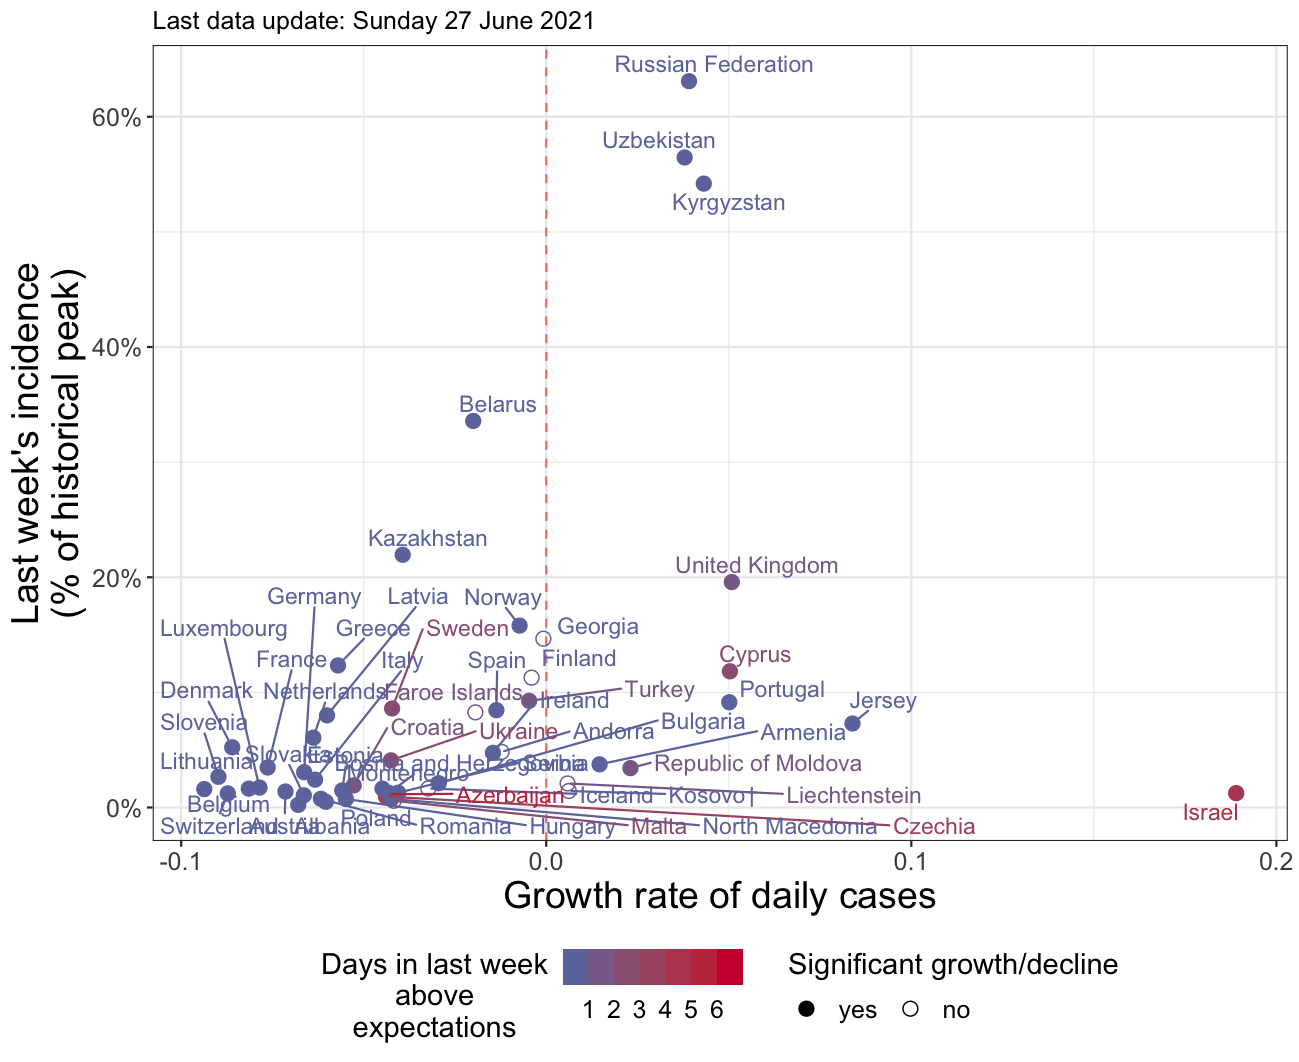 Last data update: Sunday 27 June 2021
Last week's incidence
(% of historical peak)
60%
40%
20%
0%
Russian Federation
Uzbekistan
Kyrgyzstan
Belarus
Kazakhstan
United Kingdom
Germany
Latvia
Norway
Luxembourg
Greece
Sweden
Georgia
France
Italy
Spain
Finland
Cyprus
Denmark
Netherlands
Faroe Islands
Ireland
Turkey
Portugal
Jersey
Slovenia
Croatia
Ukraine
Andorra
Bulgaria
Armenia
Lithuania
Slovakia
Estonia
Bosnia and Herzegovina
Serbia
Republic of Moldova
Montenegro
Belgium
Azerbaijan
Iceland
Kosovo
Liechtenstein
Israel
Poland
Switzerland
Austria
Albania
Romania
Hungary
Malta
North Macedonia
Czechia
-0.1
0.0
0.1
0.2
Growth rate of daily cases
Days in last week
above
expectations
1 2 3 4 5 6
Significant growth/decline
yes
no